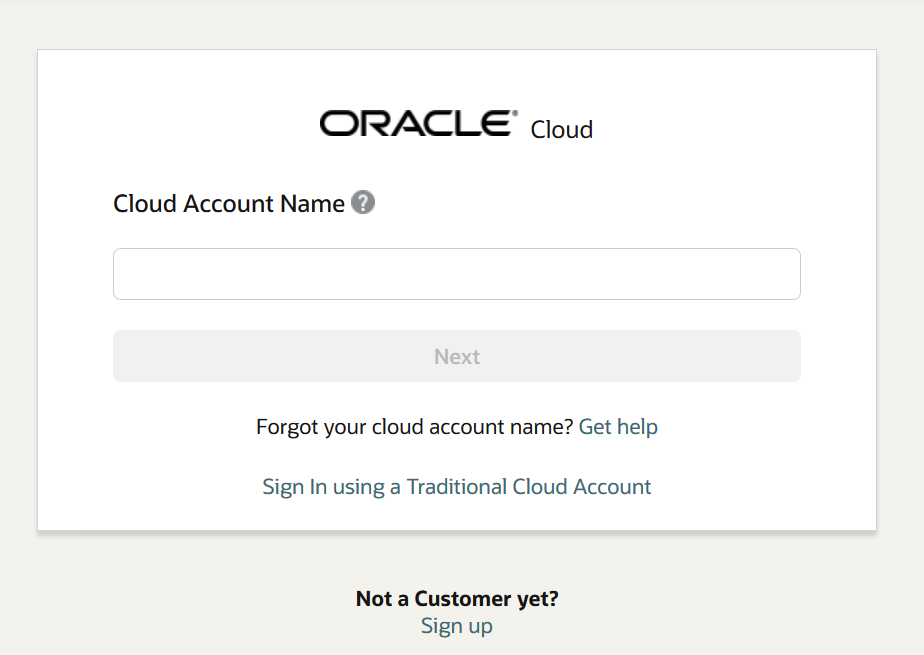 ORACLE® Cloud
Cloud Account Name ?
Next
Forgot your cloud account name? Get help
Sign In using a Traditional Cloud Account
Not a Customer yet?
Sign up